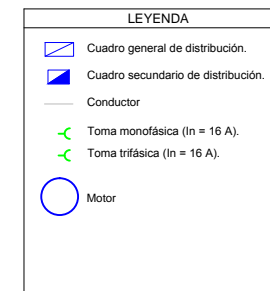 LEYENDA
Cuadro general de distribución.
Cuadro secundario de distribución.
Conductor
Toma monofásica (In = 16 A).
Toma trifásica (In = 16 A).
Motor